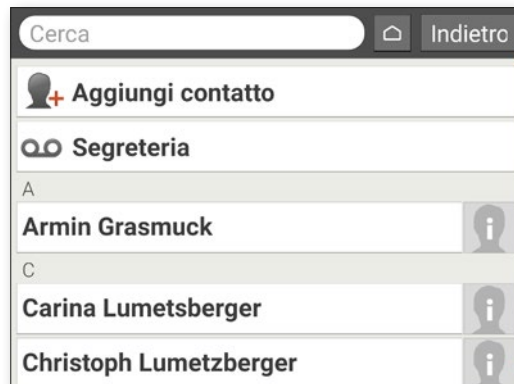 Cerca
Indietro
Aggiungi contatto
Segreteria
A
Armin Grasmuck
C
Carina Lumetsberger
Christoph Lumetzberger